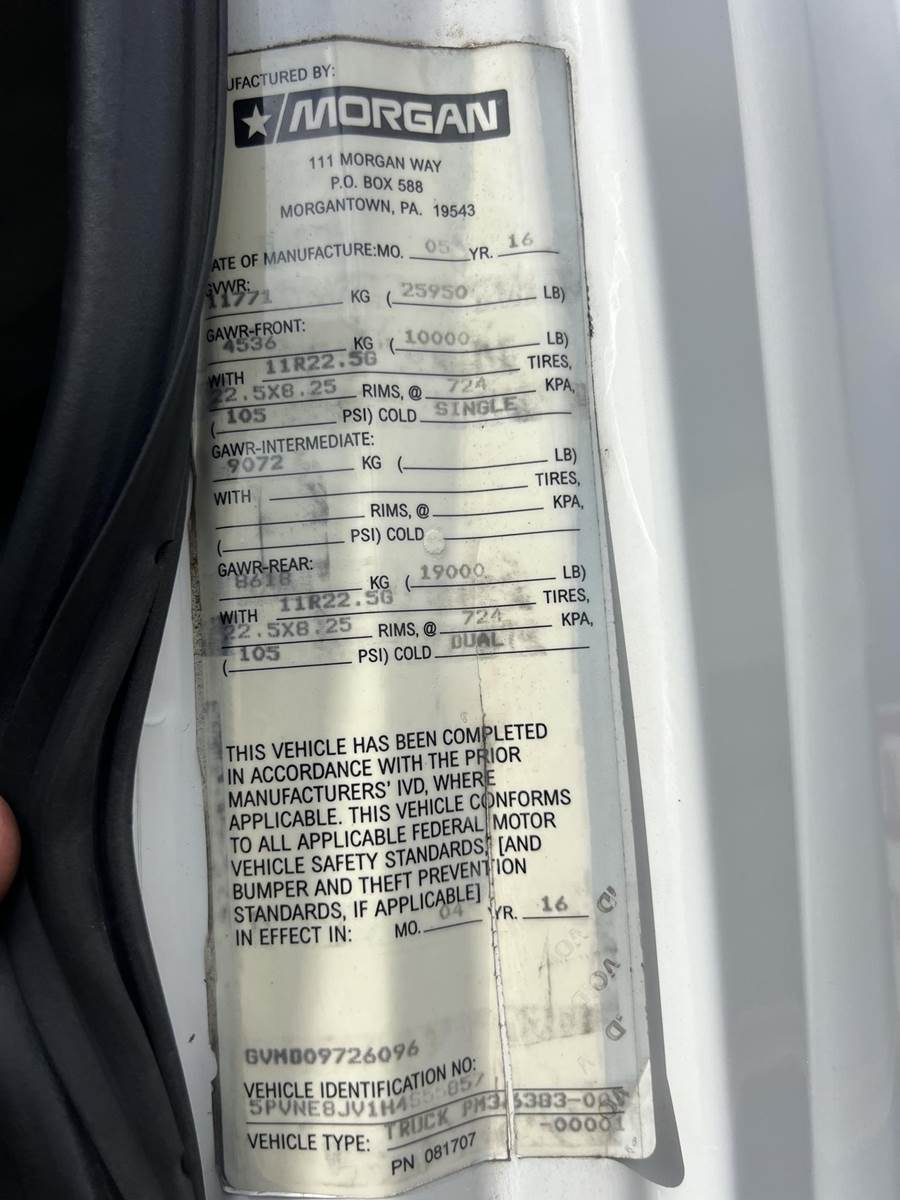 UFACTURED BY:
MORGAN
111 MORGAN WAY
P.O. BOX 588
MORGANTOWN, PA. 19543
ATE OF MANUFACTURE:MO. 05 YR. 16
GVWR:
11771 KG (25950 LB)
GAWR-FRONT:
4536 KG (10000 LB)
WITH 11R22.5G TIRES,
22.5X8.25 RIMS, @ 724 KPA,
(105 PSI) COLD SINGLE
GAWR-INTERMEDIATE:
9072 KG ( LB)
WITH TIRES,
RIMS, @ KPA,
( PSI) COLD
GAWR-REAR:
8618 KG (19000 LB)
WITH 11R22.5G TIRES,
22.5X8.25 RIMS, @ 724 KPA,
(105 PSI) COLD DUAL
THIS VEHICLE HAS BEEN COMPLETED
IN ACCORDANCE WITH THE PRIOR
MANUFACTURERS' IVD, WHERE
APPLICABLE. THIS VEHICLE CONFORMS
TO ALL APPLICABLE FEDERAL MOTOR
VEHICLE SAFETY STANDARDS, [AND
BUMPER AND THEFT PREVENTION
STANDARDS, IF APPLICABLE]
IN EFFECT IN: MO. 04 YR. 16
VEHICLE IDENTIFICATION NO:
VEHICLE TYPE: TRUCK
-00001
PN 081707